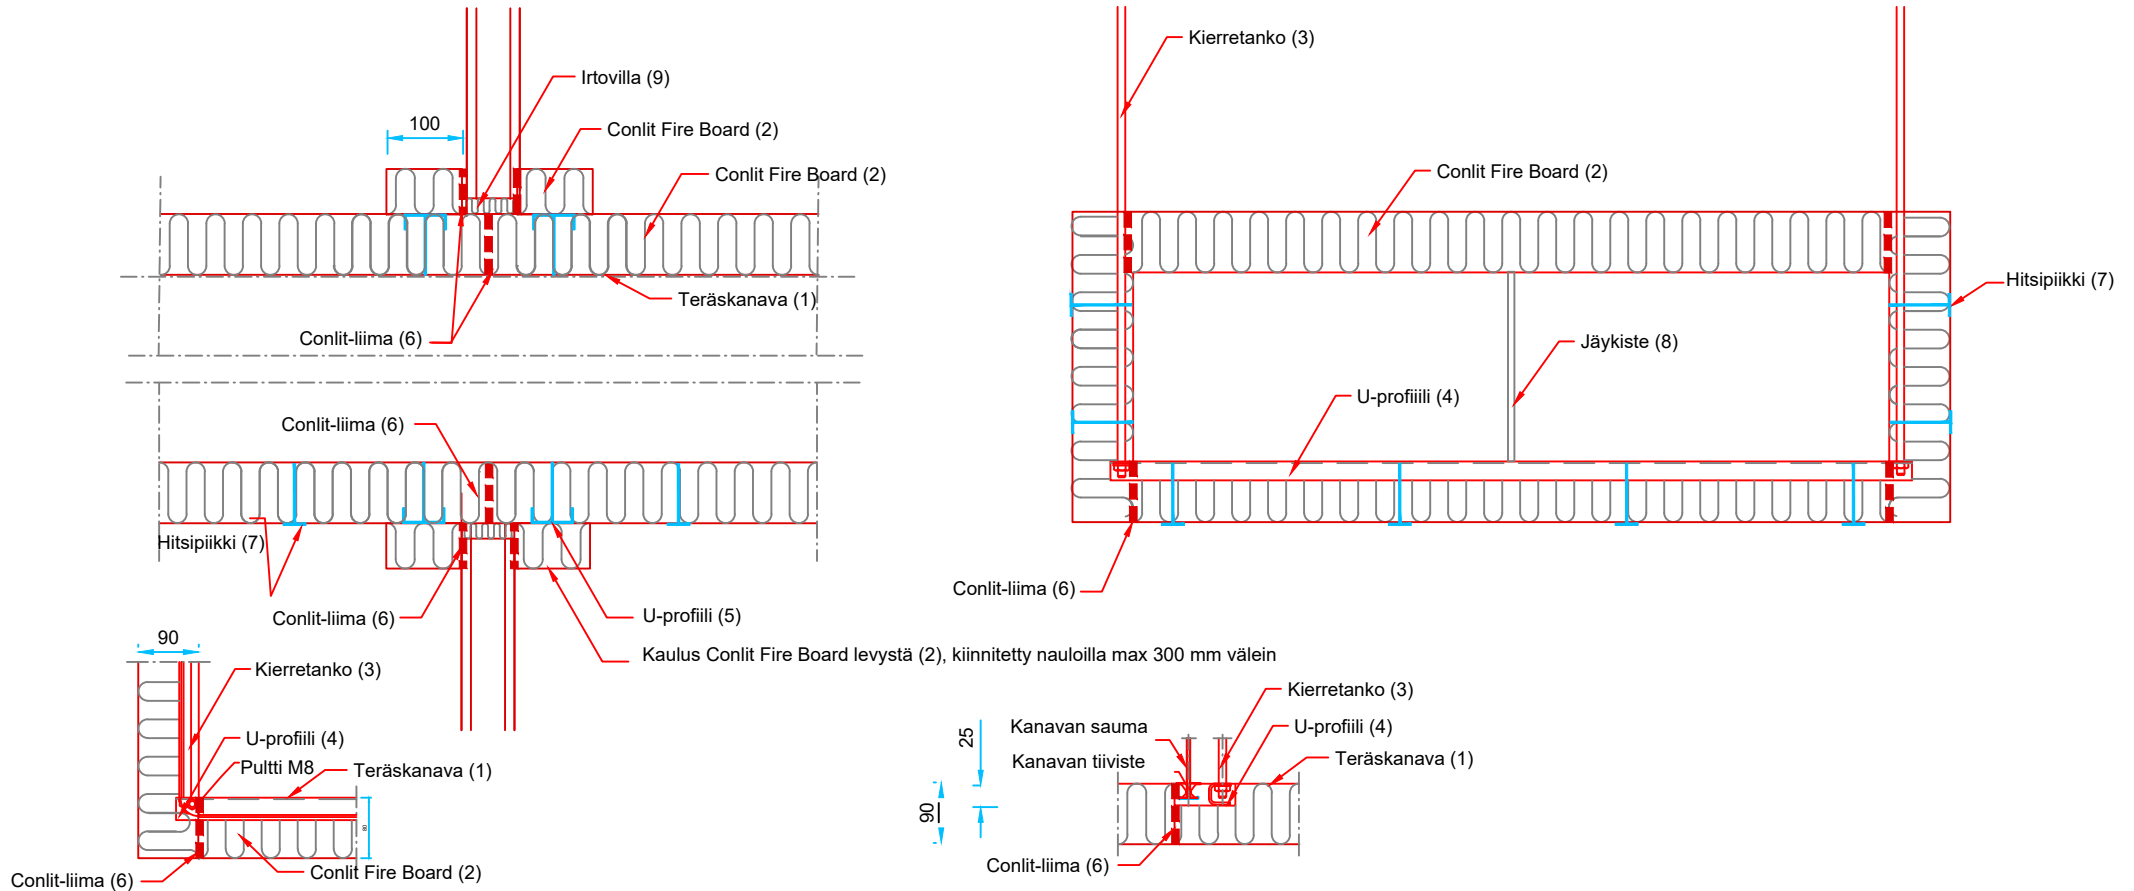 Kierretanko (3)
Irtovilla (9)
100
Conlit Fire Board (2)
Conlit Fire Board (2)
Conlit Fire Board (2)
Hitsipiikki (7)
Teräskanava (1)
Conlit-liima (6)
Jäykiste (8)
U-profiiili (4)
Conlit-liima (6)
Hitsipiikki (7)
Conlit-liima (6)
Conlit-liima (6)
U-profiili (5)
Kaulus Conlit Fire Board levystä (2), kiinnitetty nauloilla max 300 mm välein
90
Kierretanko (3)
U-profiili (4)
Pultti M8
Teräskanava (1)
Conlit Fire Board (2)
Conlit-liima (6)
Kierretanko (3)
Kanavan sauma
U-profiili (4)
25
Kanavan tiiviste
Teräskanava (1)
90
Conlit-liima (6)